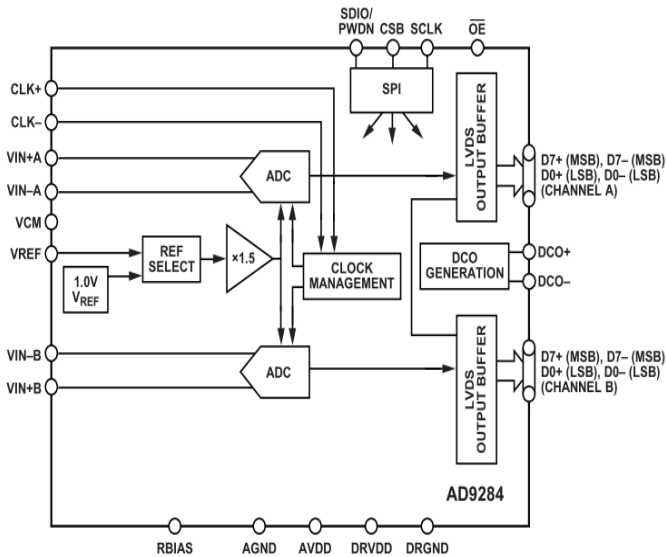 SDIO/
PWDN CSB SCLK OE
CLK+
CLK–
VIN+A
VIN–A
VCM
VREF
VIN–B
VIN+B
SPI
ADC
REF
SELECT
×1.5
1.0V
VREF
CLOCK
MANAGEMENT
ADC
LVDS
OUTPUT BUFFER
DCO
GENERATION
LVDS
OUTPUT BUFFER
D7+ (MSB), D7– (MSB)
D0+ (LSB), D0– (LSB)
(CHANNEL A)
DCO+
DCO–
D7+ (MSB), D7– (MSB)
D0+ (LSB), D0– (LSB)
(CHANNEL B)
AD9284
RBIAS AGND AVDD DRVDD DRGND